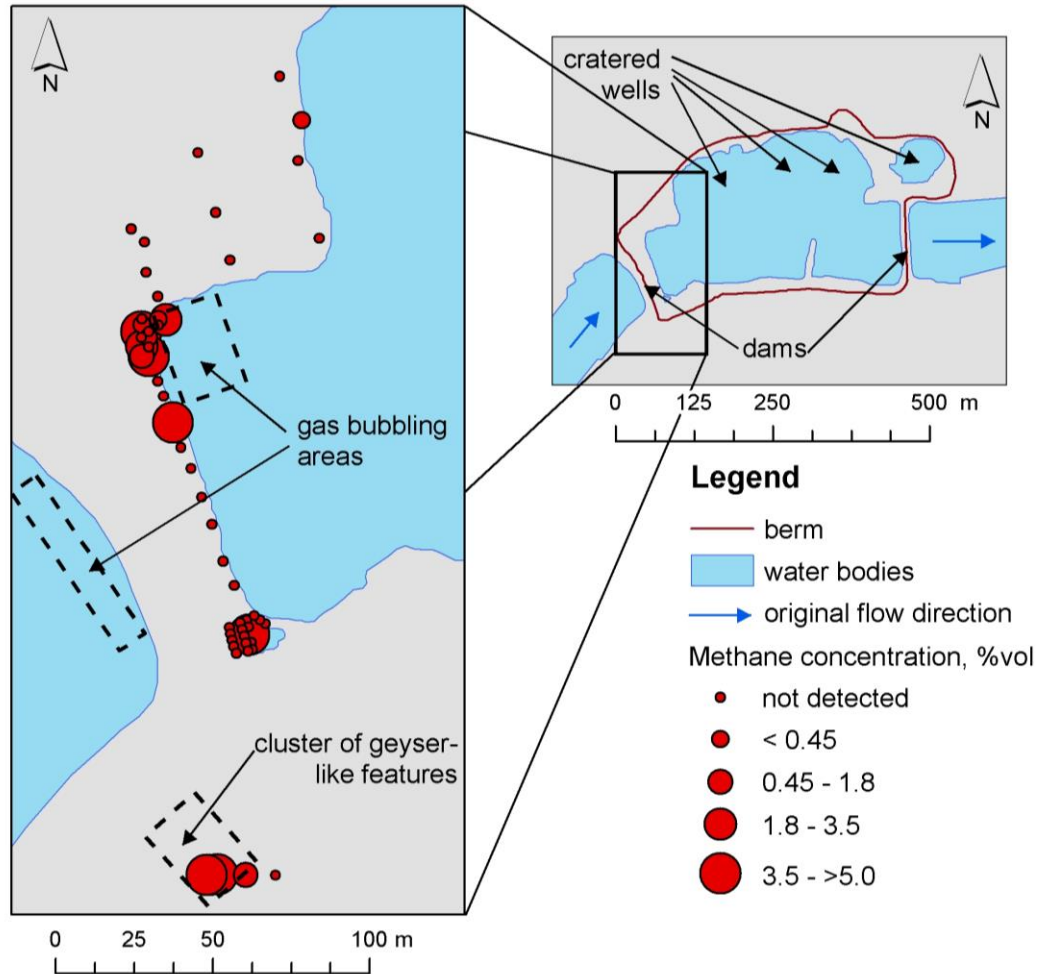 N
gas bubbling
areas
cluster of geyser-
like features
0 25 50 100 m
cratered
wells
N
dams
0 125 250 500 m
Legend
berm
water bodies
original flow direction
Methane concentration, %vol
not detected
< 0.45
0.45 - 1.8
1.8 - 3.5
3.5 - >5.0